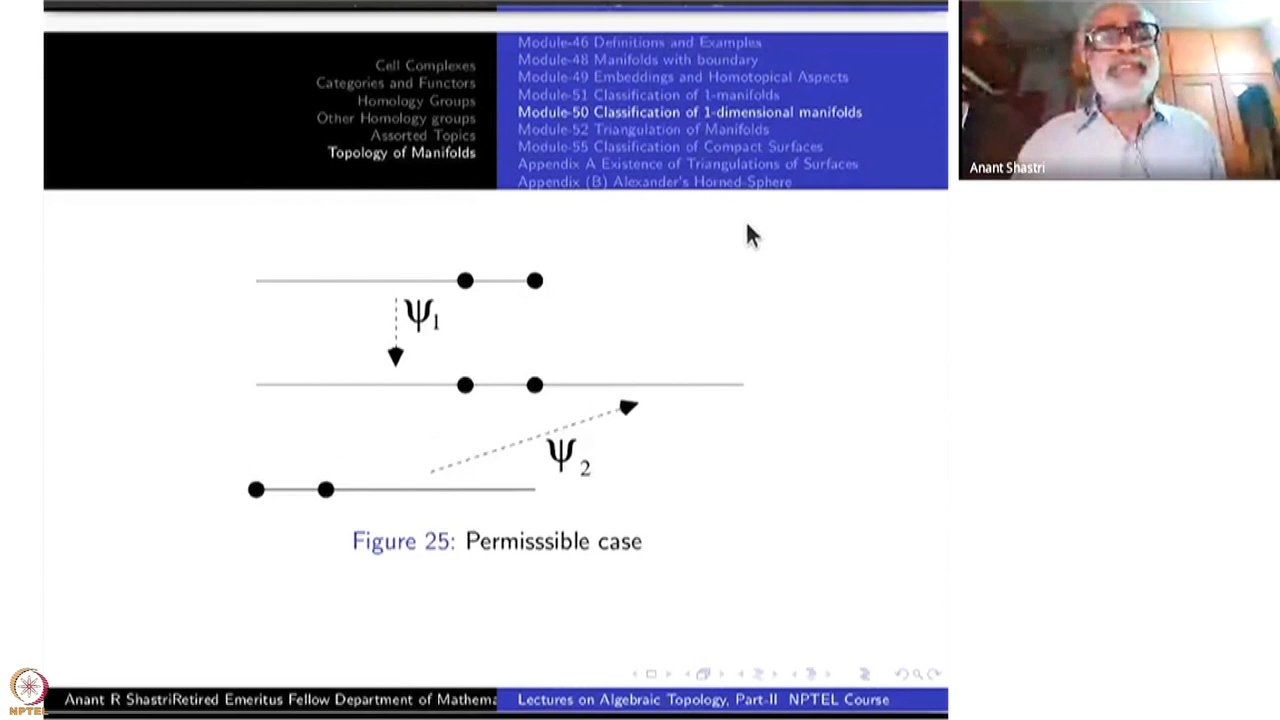 Cell Complexes
Categories and Functors
Homology Groups
Other Homology groups
Assorted Topics
Topology of Manifolds
Module-46 Definitions and Examples
Module-48 Manifolds with boundary
Module-49 Embeddings and Homotopical Aspects
Module-51 Classification of 1-manifolds
Module-50 Classification of 1-dimensional manifolds
Module-52 Triangulation of Manifolds
Module-55 Classification of Compact Surfaces
Appendix A Existence of Triangulations of Surfaces
Appendix (B) Alexander's Horned Sphere
Anant Shastri
Ψ1
Ψ2
Figure 25: Permisssible case
NPTEL
Anant R ShastriRetired Emeritus Fellow Department of Mathema
Lectures on Algebraic Topology, Part-II NPTEL Course